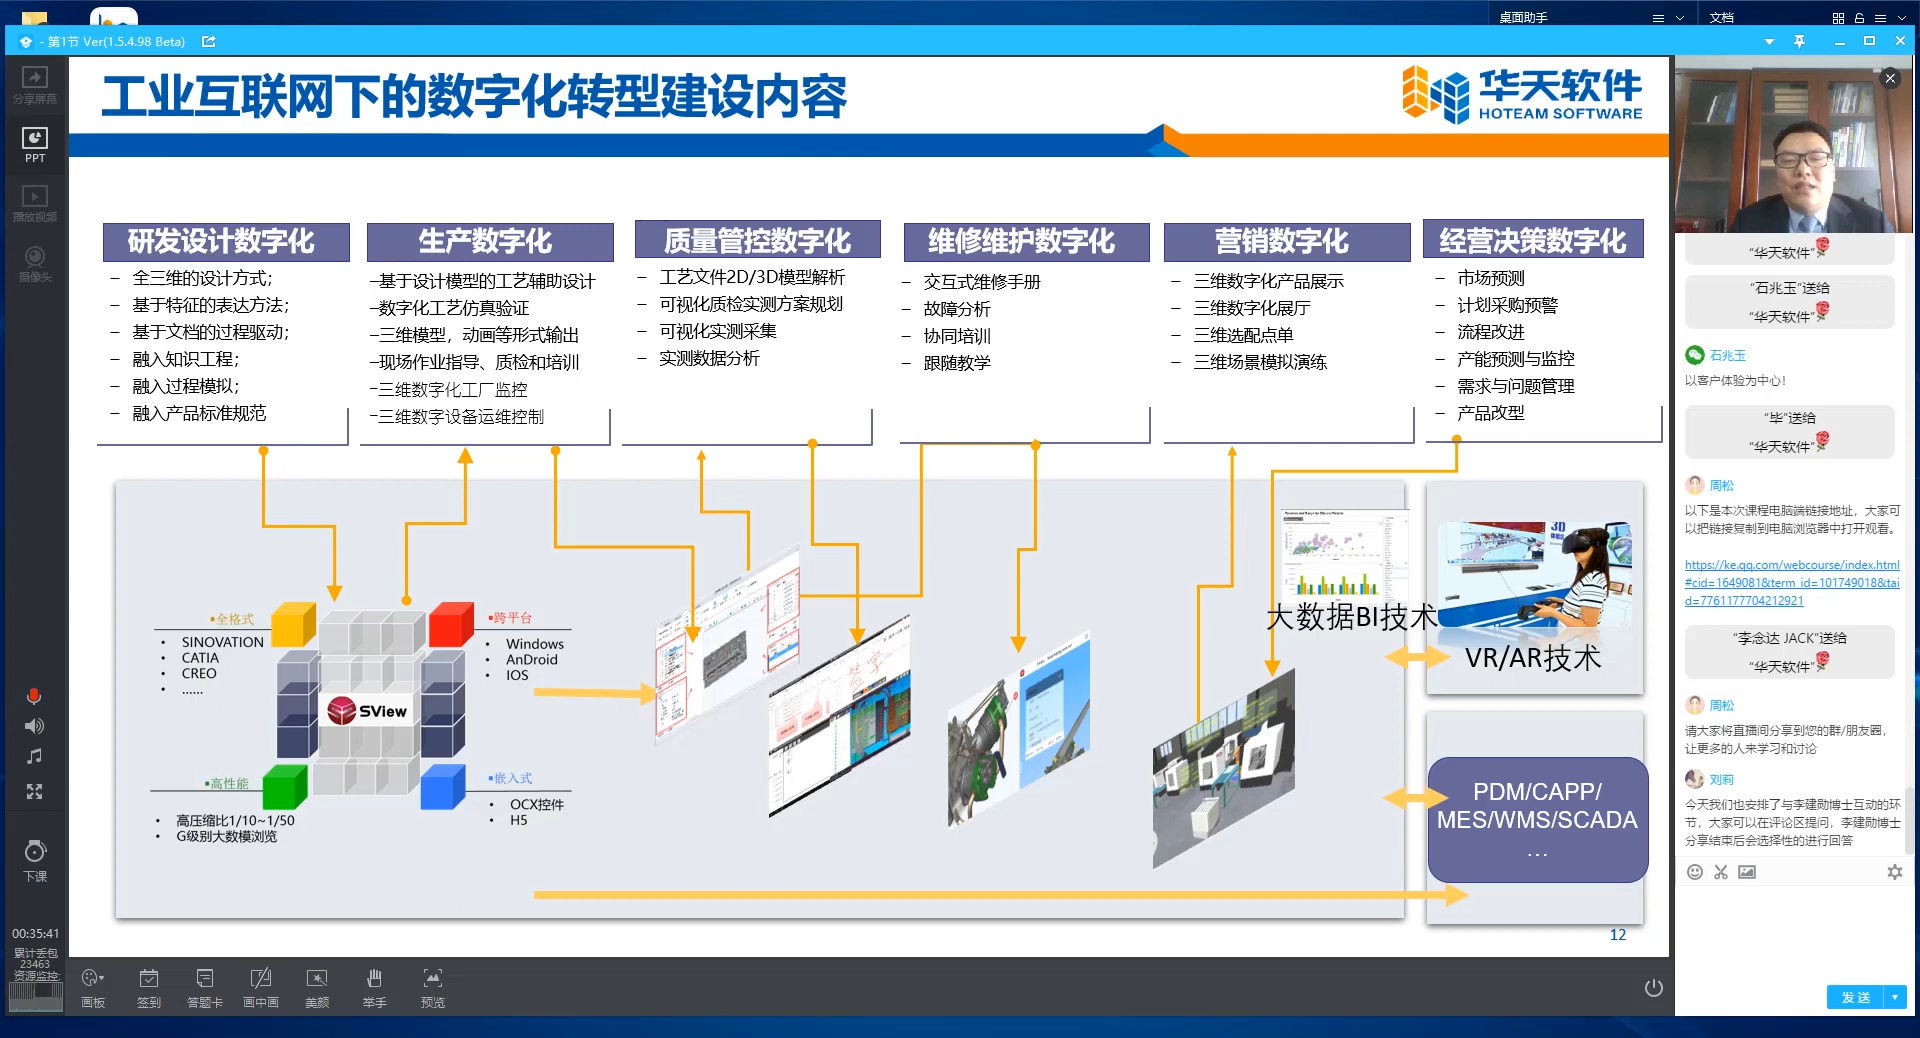 桌面助手
文档
- 第1节 Ver(1.5.4.98 Beta)
分享屏幕
PPT
播放视频
摄像头
下课
00:35:41
累计丢包
23463
资源监控:
工业互联网下的数字化转型建设内容
华天软件
HOTEAM SOFTWARE
研发设计数字化
– 全三维的设计方式；
– 基于特征的表达方法；
– 基于文档的过程驱动；
– 融入知识工程；
– 融入过程模拟；
– 融入产品标准规范
生产数字化
–基于设计模型的工艺辅助设计
–数字化工艺仿真验证
–三维模型，动画等形式输出
–现场作业指导、质检和培训
–三维数字化工厂监控
–三维数字设备运维控制
质量管控数字化
– 工艺文件2D/3D模型解析
– 可视化质检实测方案规划
– 可视化实测采集
– 实测数据分析
维修维护数字化
– 交互式维修手册
– 故障分析
– 协同培训
– 跟随教学
营销数字化
– 三维数字化产品展示
– 三维数字化展厅
– 三维选配点单
– 三维场景模拟演练
经营决策数字化
– 市场预测
– 计划采购预警
– 流程改进
– 产能预测与监控
– 需求与问题管理
– 产品改型
▪全格式
• SINOVATION
• CATIA
• CREO
• ......
▪跨平台
• Windows
• AnDroid
• IOS
SView
▪高性能
• 高压缩比1/10~1/50
• G级别大数模浏览
▪嵌入式
• OCX控件
• H5
签字
大数据BI技术
3D
VR/AR技术
PDM/CAPP/
MES/WMS/SCADA
…
12
画板
签到
答题卡
画中画
美颜
举手
预览
“华天软件”
“石兆玉”送给
“华天软件”
石兆玉
以客户体验为中心！
“毕”送给
“华天软件”
周松
以下是本次课程电脑端链接地址，大家可
以把链接复制到电脑浏览器中打开观看。
https://ke.qq.com/webcourse/index.html
#cid=1649081&term_id=101749018&tai
d=7761177704212921
“李念达 JACK”送给
“华天软件”
周松
请大家将直播间分享到您的群/朋友圈，
让更多的人来学习和讨论
刘莉
今天我们也安排了与李建勋博士互动的环
节，大家可以在评论区提问，李建勋博士
分享结束后会选择性的进行回答
发送